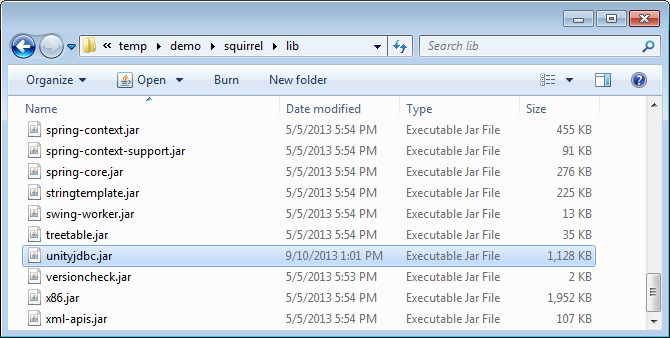 « temp ▸ demo ▸ squirrel ▸ lib Search lib
Organize Open Burn New folder
Name Date modified Type Size
spring-context.jar 5/5/2013 5:54 PM Executable Jar File 455 KB
spring-context-support.jar 5/5/2013 5:54 PM Executable Jar File 91 KB
spring-core.jar 5/5/2013 5:54 PM Executable Jar File 276 KB
stringtemplate.jar 5/5/2013 5:54 PM Executable Jar File 225 KB
swing-worker.jar 5/5/2013 5:54 PM Executable Jar File 13 KB
treetable.jar 5/5/2013 5:54 PM Executable Jar File 35 KB
unityjdbc.jar 9/10/2013 1:01 PM Executable Jar File 1,128 KB
versioncheck.jar 5/5/2013 5:53 PM Executable Jar File 2 KB
x86.jar 5/5/2013 5:54 PM Executable Jar File 1,952 KB
xml-apis.jar 5/5/2013 5:54 PM Executable Jar File 107 KB